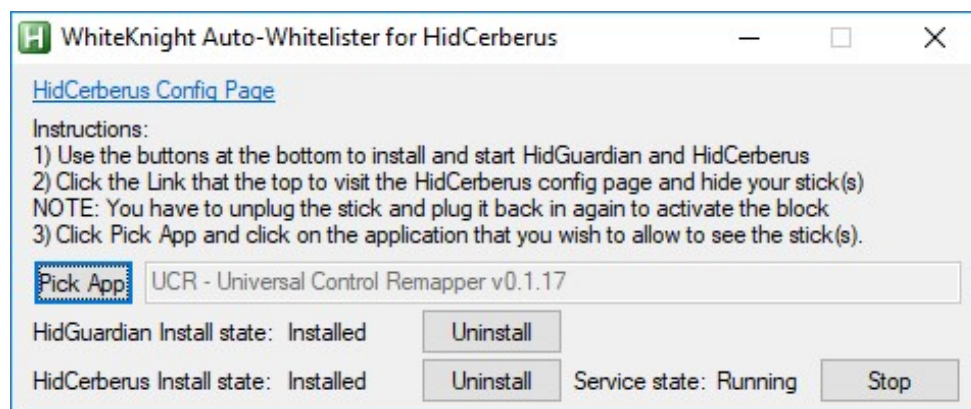 WhiteKnight Auto-Whitelister for HidCerberus
HidCerberus Config Page
Instructions:
1) Use the buttons at the bottom to install and start HidGuardian and HidCerberus
2) Click the Link that the top to visit the HidCerberus config page and hide your stick(s)
NOTE: You have to unplug the stick and plug it back in again to activate the block
3) Click Pick App and click on the application that you wish to allow to see the stick(s).
Pick App UCR - Universal Control Remapper v0.1.17
HidGuardian Install state: Installed Uninstall
HidCerberus Install state: Installed Uninstall Service state: Running Stop